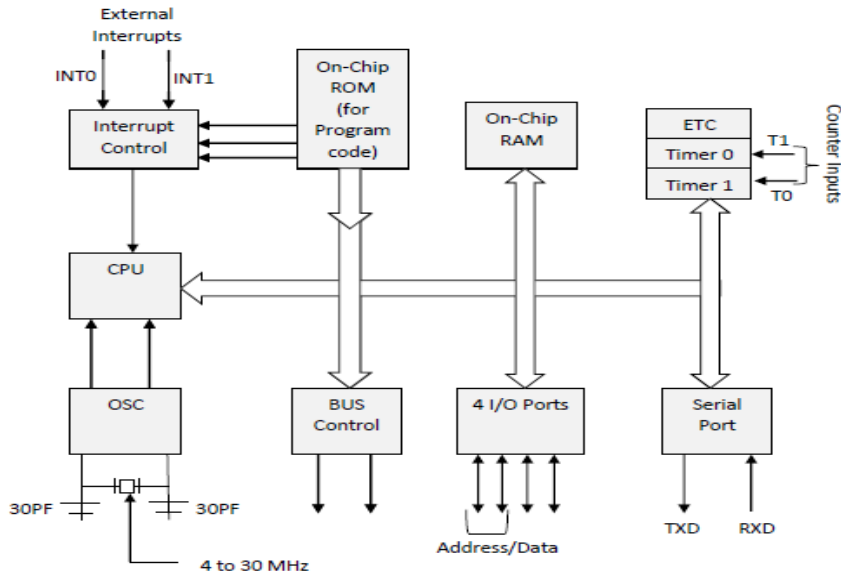 External
Interrupts
INT0
INT1
On-Chip
ROM
(for
Program
code)
Interrupt
Control
On-Chip
RAM
ETC
Timer 0
Timer 1
T1
T0
Counter Inputs
CPU
OSC
BUS
Control
4 I/O Ports
Serial
Port
30PF
30PF
4 to 30 MHz
Address/Data
TXD
RXD